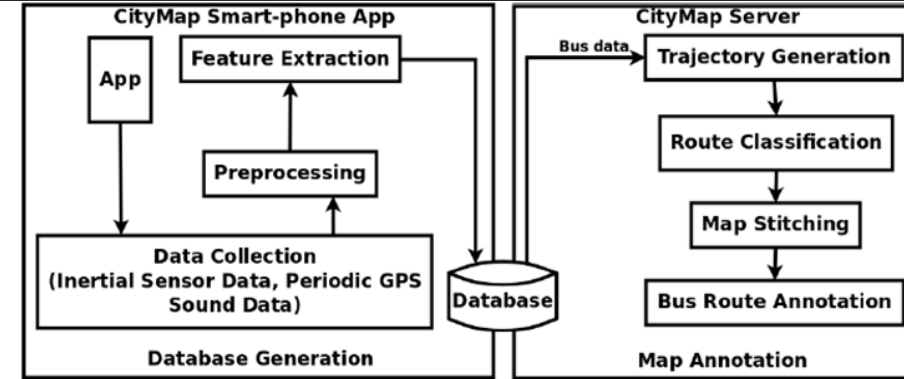 CityMap Smart-phone App
App
Feature Extraction
Preprocessing
Data Collection
(Inertial Sensor Data, Periodic GPS
Sound Data)
Database Generation
Database
CityMap Server
Bus data
Trajectory Generation
Route Classification
Map Stitching
Bus Route Annotation
Map Annotation